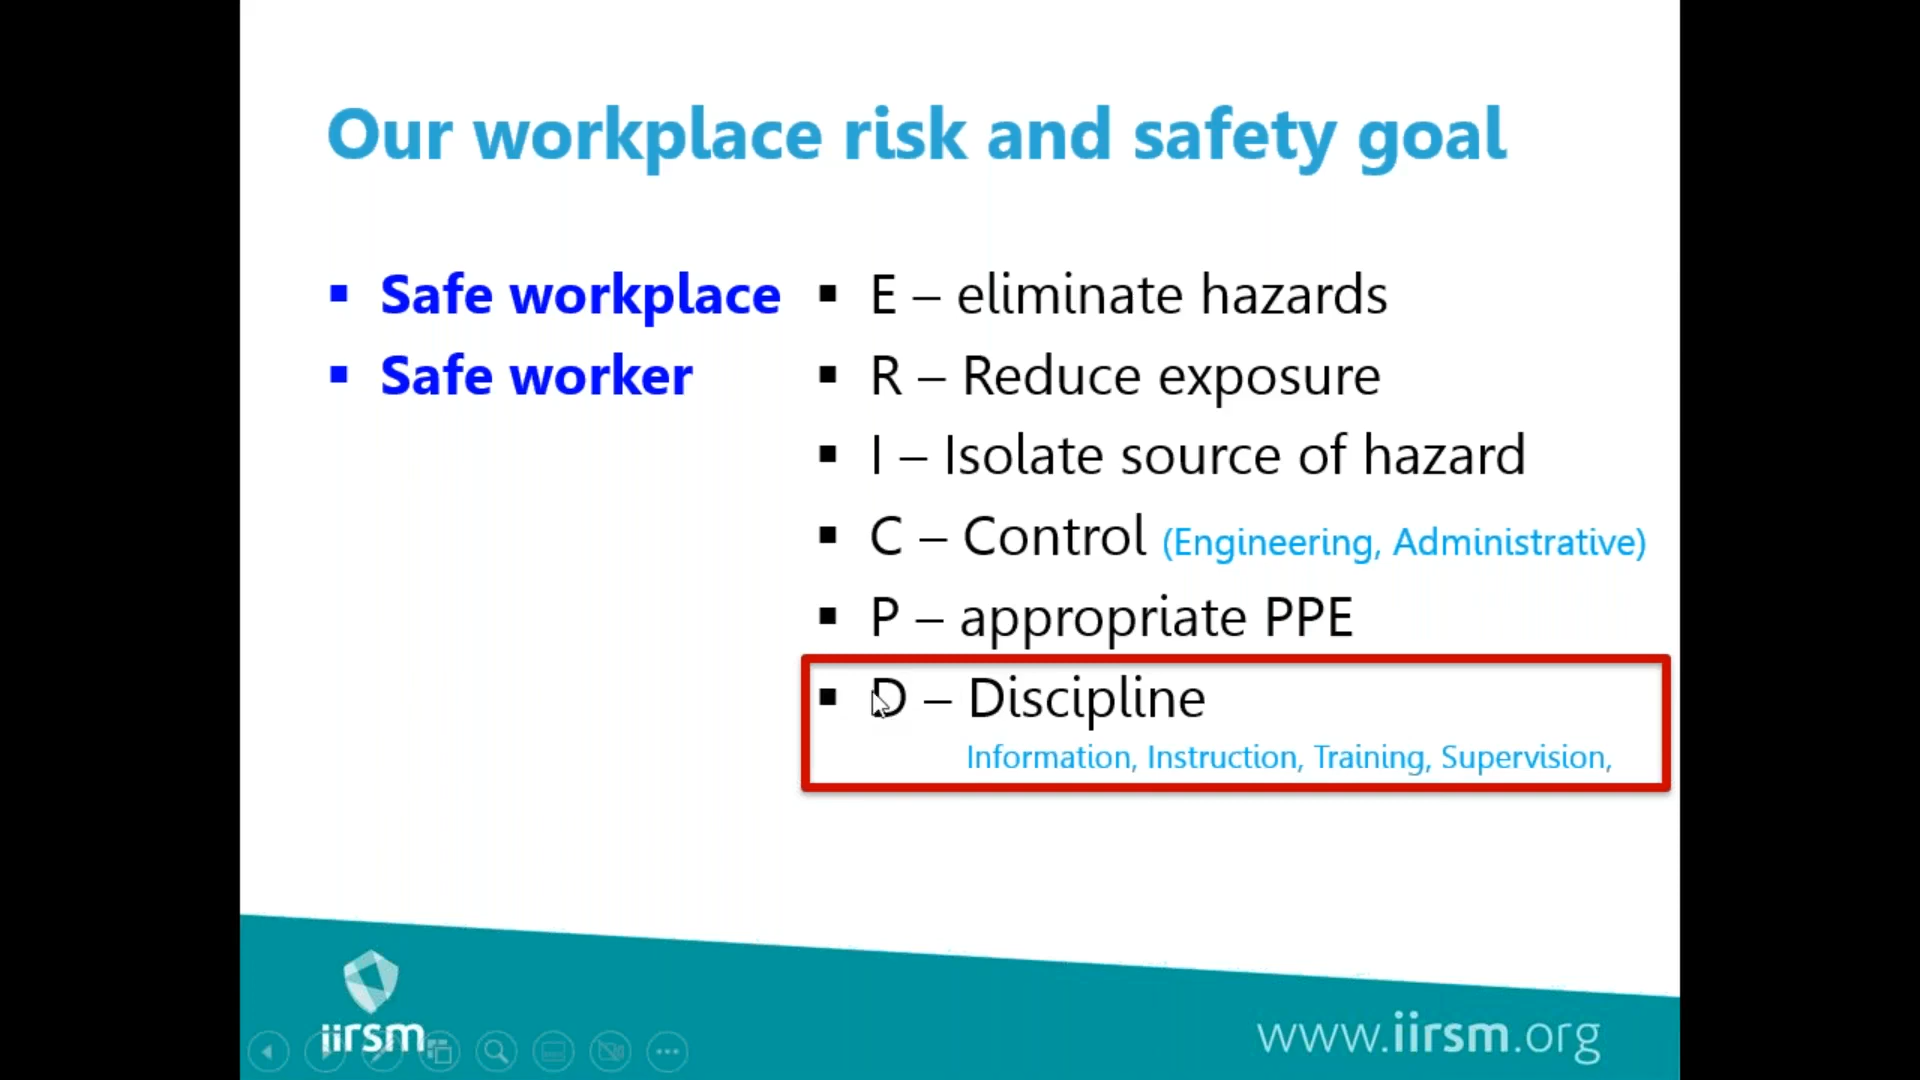 Our workplace risk and safety goal
▪ Safe workplace
▪ Safe worker
▪ E – eliminate hazards
▪ R – Reduce exposure
▪ I – Isolate source of hazard
▪ C – Control (Engineering, Administrative)
▪ P – appropriate PPE
▪ D – Discipline
Information, Instruction, Training, Supervision,
iirsm
www.iirsm.org